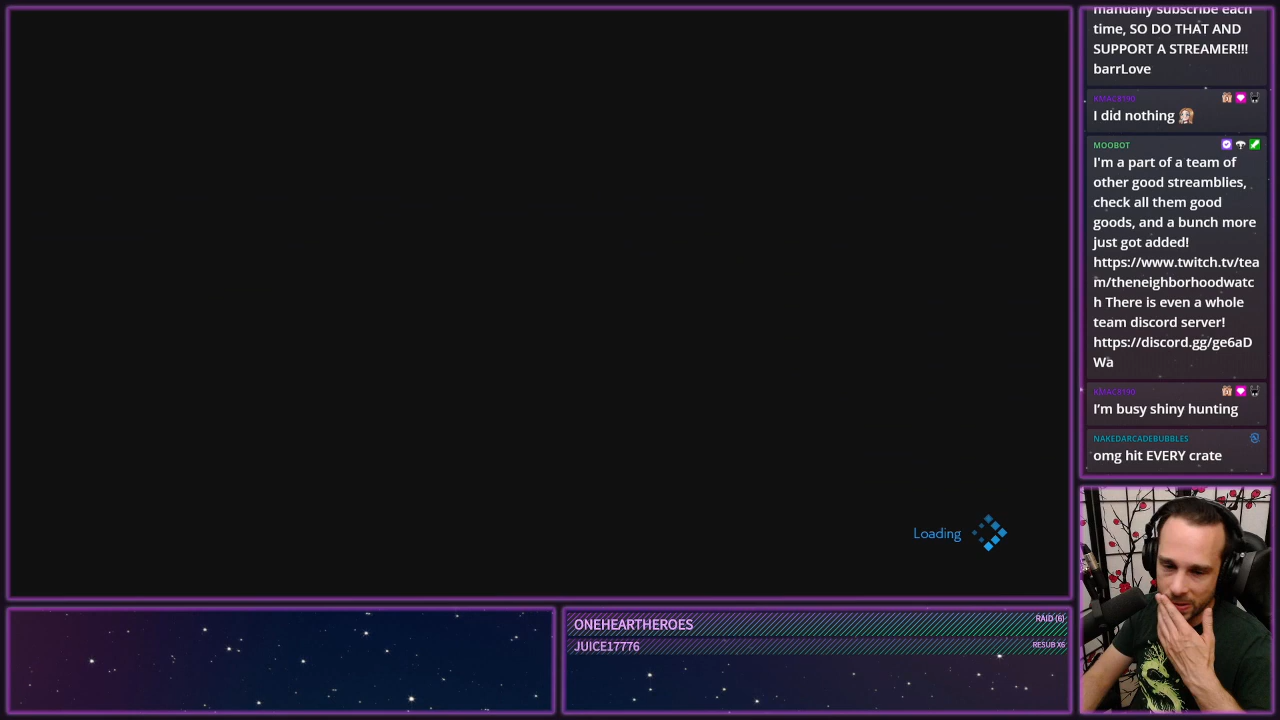 manually subscribe each
time, SO DO THAT AND
SUPPORT A STREAMER!!!
barrLove
KMAC8190
I did nothing
MOOBOT
I'm a part of a team of
other good streamblies,
check all them good
goods, and a bunch more
just got added!
https://www.twitch.tv/tea
m/theneighborhoodwatc
h There is even a whole
team discord server!
https://discord.gg/ge6aD
Wa
KMAC8190
I'm busy shiny hunting
NAKEDARCADEBUBBLES
omg hit EVERY crate
Loading
ONEHEARTHEROES
RAID (6)
JUICE17776
RESUB X6